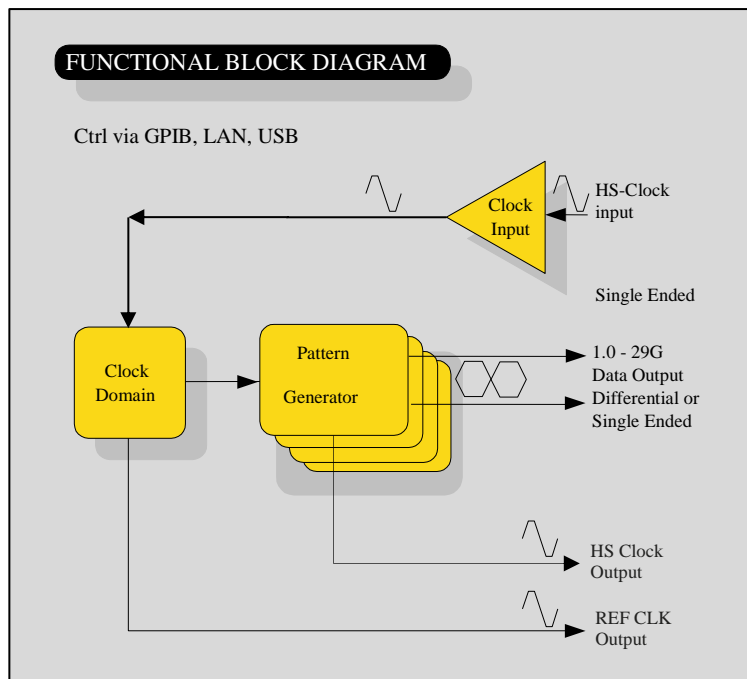 FUNCTIONAL BLOCK DIAGRAM
Ctrl via GPIB, LAN, USB
Clock
Input
HS-Clock
input
Single Ended
Clock
Domain
Pattern
Generator
1.0 - 29G
Data Output
Differential or
Single Ended
HS Clock
Output
REF CLK
Output